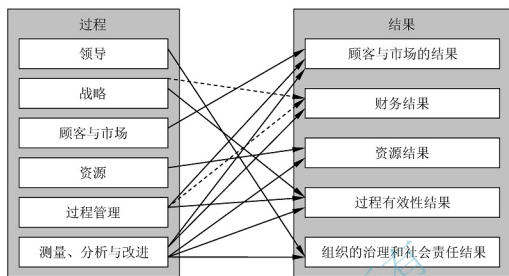 过程
领导
战略
顾客与市场
资源
过程管理
测量、分析与改进
结果
顾客与市场的结果
财务结果
资源结果
过程有效性结果
组织的治理和社会责任结果